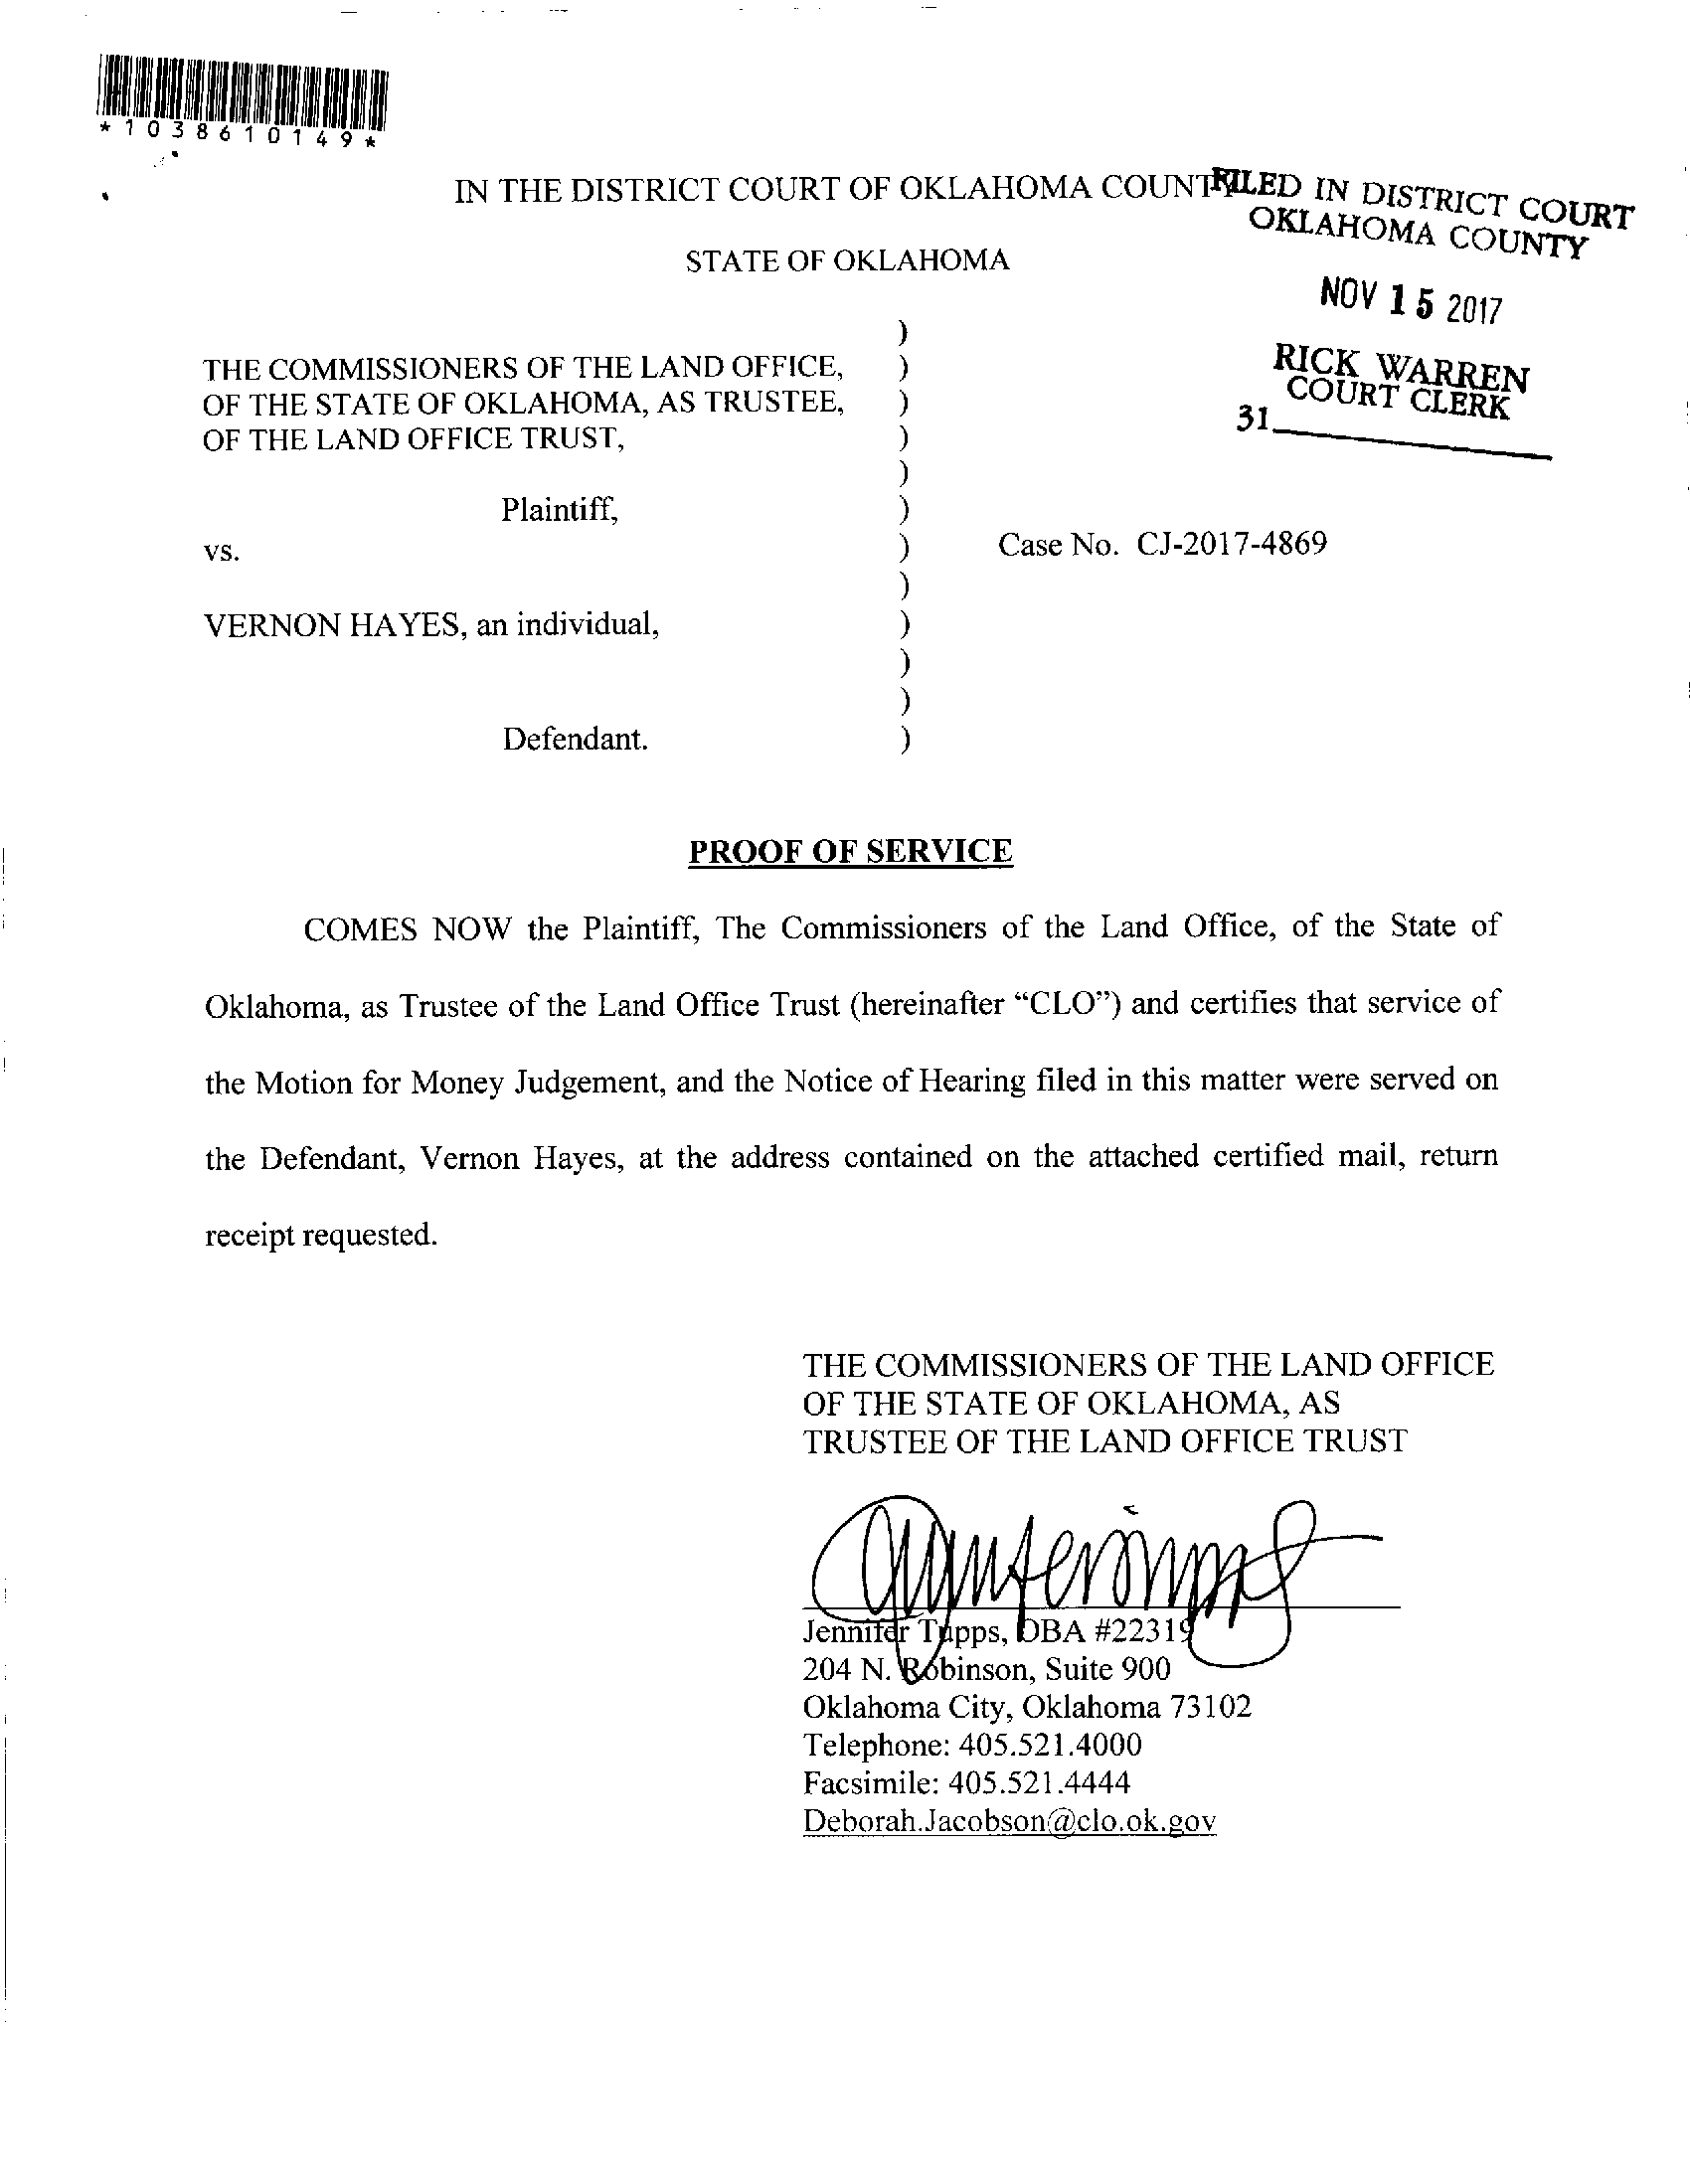 *1038610149*
IN THE DISTRICT COURT OF OKLAHOMA COUNTY
FILED IN DISTRICT COURT
OKLAHOMA COUNTY
STATE OF OKLAHOMA
NOV 15 2017
RICK WARREN
COURT CLERK
31
THE COMMISSIONERS OF THE LAND OFFICE, )
OF THE STATE OF OKLAHOMA, AS TRUSTEE, )
OF THE LAND OFFICE TRUST, )
Plaintiff, )
vs. ) Case No. CJ-2017-4869
VERNON HAYES, an individual, )
Defendant. )
PROOF OF SERVICE
COMES NOW the Plaintiff, The Commissioners of the Land Office, of the State of
Oklahoma, as Trustee of the Land Office Trust (hereinafter “CLO”) and certifies that service of
the Motion for Money Judgement, and the Notice of Hearing filed in this matter were served on
the Defendant, Vernon Hayes, at the address contained on the attached certified mail, return
receipt requested.
THE COMMISSIONERS OF THE LAND OFFICE
OF THE STATE OF OKLAHOMA, AS
TRUSTEE OF THE LAND OFFICE TRUST
Jennifer Tupps, OBA #22319
204 N. Robinson, Suite 900
Oklahoma City, Oklahoma 73102
Telephone: 405.521.4000
Facsimile: 405.521.4444
Deborah.Jacobson@clo.ok.gov